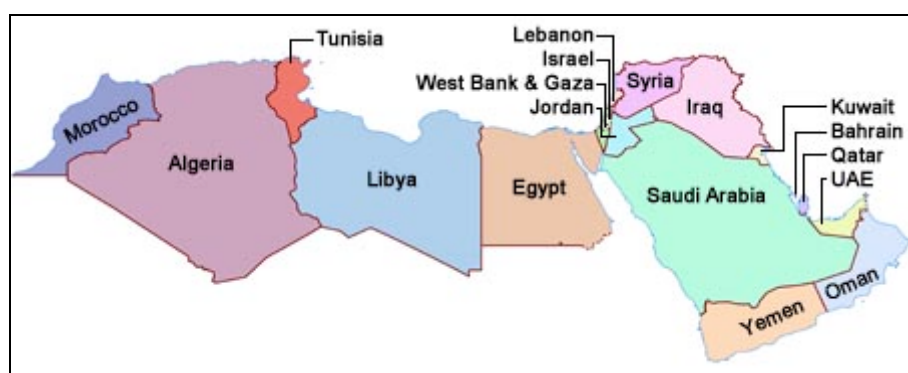 Tunisia
Lebanon
Israel
West Bank & Gaza
Jordan
Syria
Iraq
Kuwait
Bahrain
Qatar
UAE
Morocco
Algeria
Libya
Egypt
Saudi Arabia
Oman
Yemen